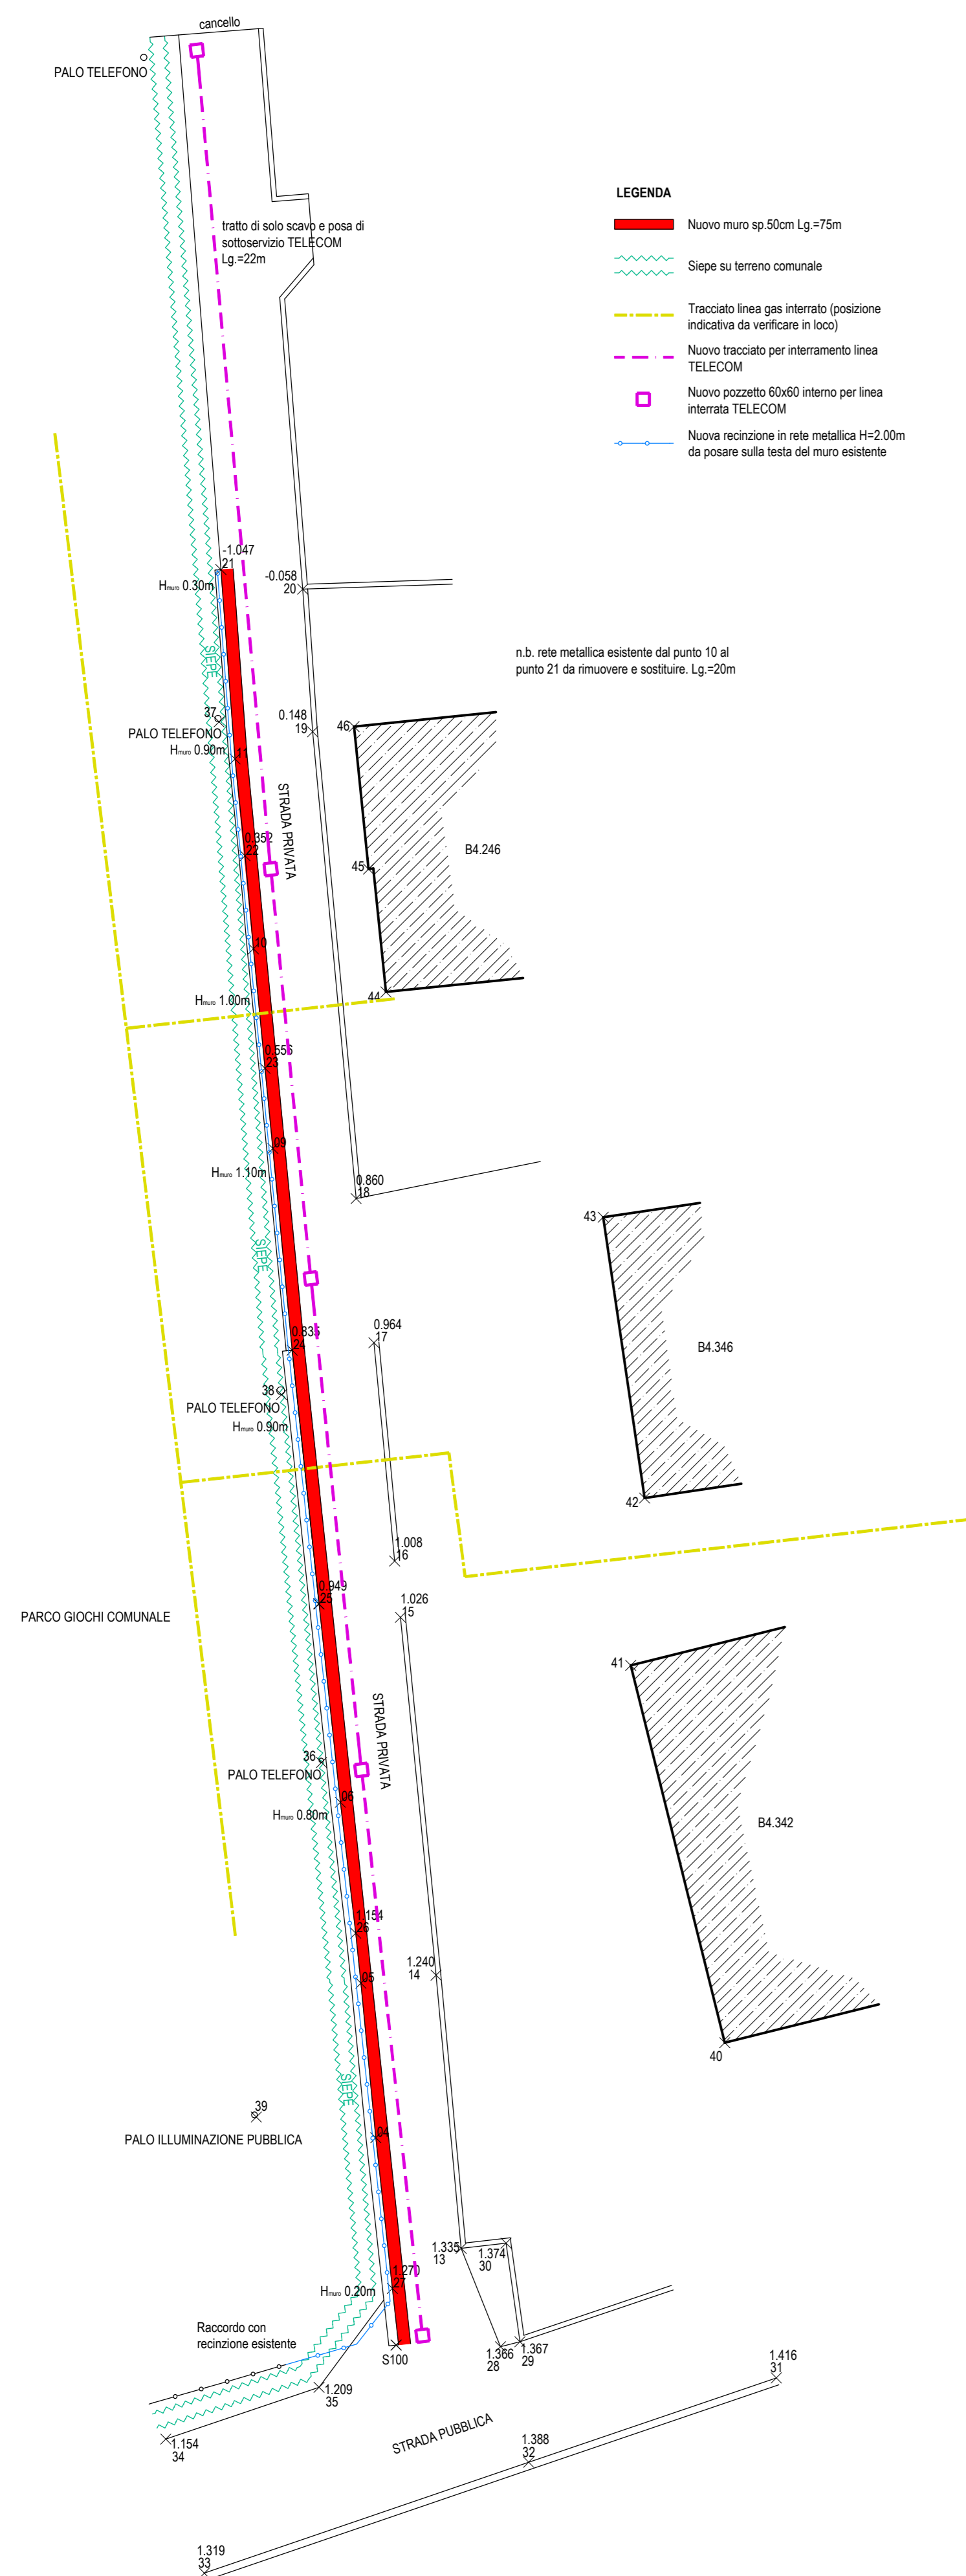 cancello
PALO TELEFONO
tratto di solo scavo e posa di
sottoservizio TELECOM
Lg.=22m
LEGENDA
Nuovo muro sp.50cm Lg.=75m
Siepe su terreno comunale
Tracciato linea gas interrato (posizione
indicativa da verificare in loco)
Nuovo tracciato per interramento linea
TELECOM
Nuovo pozzetto 60x60 interno per linea
interrata TELECOM
Nuova recinzione in rete metallica H=2.00m
da posare sulla testa del muro esistente
-1.047
21
Hmuro 0.30m
-0.058
20
n.b. rete metallica esistente dal punto 10 al
punto 21 da rimuovere e sostituire. Lg.=20m
SIEPE
37
PALO TELEFONO
Hmuro 0.90m
11
0.148
19
46
STRADA PRIVATA
0.352
22
45
B4.246
10
44
Hmuro 1.00m
0.556
23
09
Hmuro 1.10m
0.860
18
43
SIEPE
0.835
24
0.964
17
B4.346
38
PALO TELEFONO
Hmuro 0.90m
42
1.008
16
0.949
25
1.026
15
PARCO GIOCHI COMUNALE
41
STRADA PRIVATA
36
PALO TELEFONO
06
Hmuro 0.80m
B4.342
1.154
26
05
1.240
14
40
SIEPE
39
PALO ILLUMINAZIONE PUBBLICA
04
1.335
13
1.374
30
1.270
27
Hmuro 0.20m
Raccordo con
recinzione esistente
S100
1.366
28
1.367
29
1.416
31
1.209
35
STRADA PUBBLICA
1.154
34
1.388
32
1.319
33